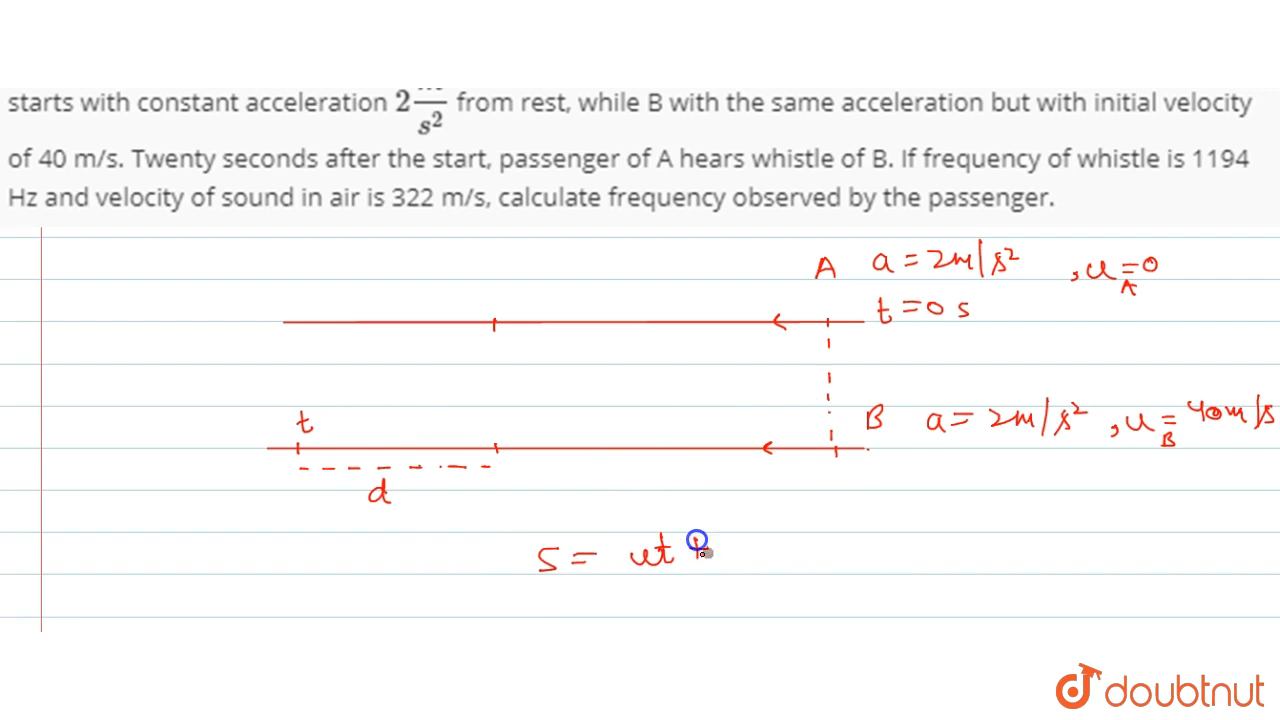 starts with constant acceleration 2 —/s² from rest, while B with the same acceleration but with initial velocity
of 40 m/s. Twenty seconds after the start, passenger of A hears whistle of B. If frequency of whistle is 1194
Hz and velocity of sound in air is 322 m/s, calculate frequency observed by the passenger.
A a = 2m/s² , u_A = 0
t = 0 s
t
B a = 2m/s² , u_B = 40m/s
d
S = ut +
doubtnut